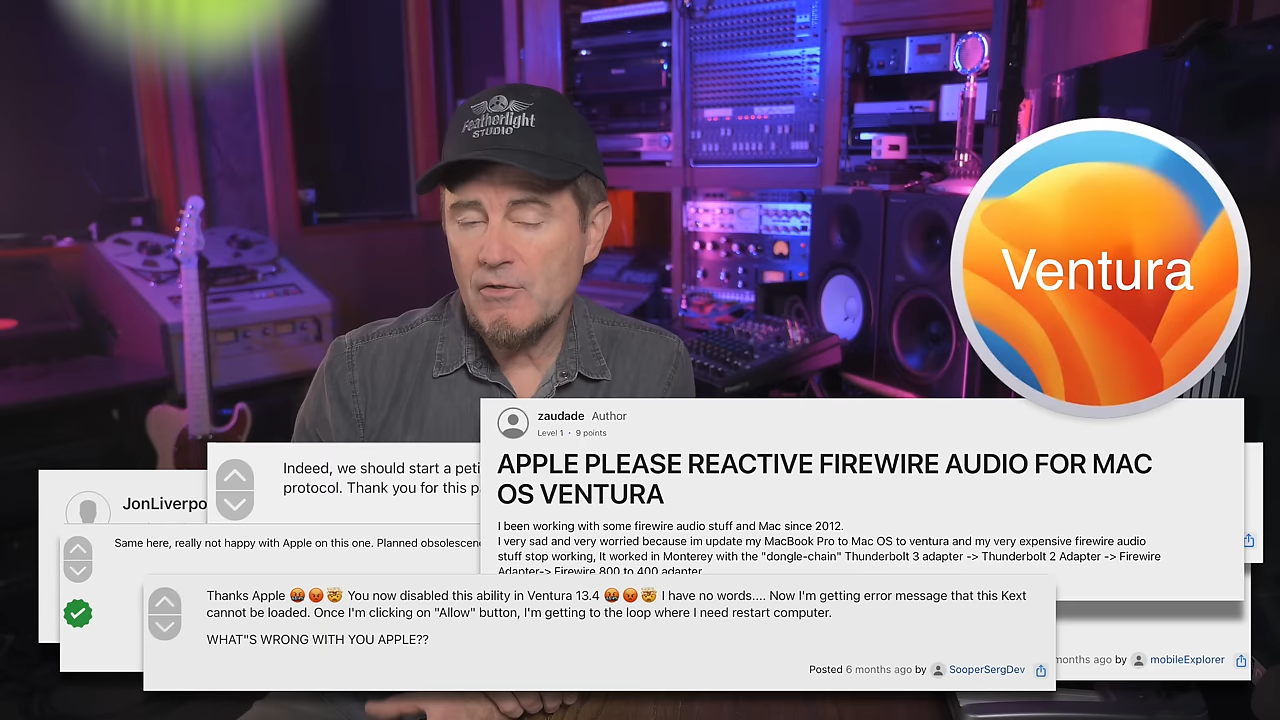 Featherlight
STUDIO
Ventura
zaudade Author
Level 1 • 9 points
APPLE PLEASE REACTIVE FIREWIRE AUDIO FOR MAC
OS VENTURA
I been working with some firewire audio stuff and Mac since 2012.
I very sad and very worried because im update my MacBook Pro to Mac OS to ventura and my very expensive firewire audio
stuff stop working, It worked in Monterey with the "dongle-chain" Thunderbolt 3 adapter -> Thunderbolt 2 Adapter -> Firewire
Adapter-> Firewire 800 to 400 adapter
Indeed, we should start a peti
protocol. Thank you for this p
JonLiverpo
Same here, really not happy with Apple on this one. Planned obsolescen
Thanks Apple 🤬😡🤯 You now disabled this ability in Ventura 13.4 🤬😡🤯 I have no words.... Now I'm getting error message that this Kext
cannot be loaded. Once I'm clicking on "Allow" button, I'm getting to the loop where I need restart computer.
WHAT"S WRONG WITH YOU APPLE??
Posted 6 months ago by SooperSergDev
months ago by mobileExplorer